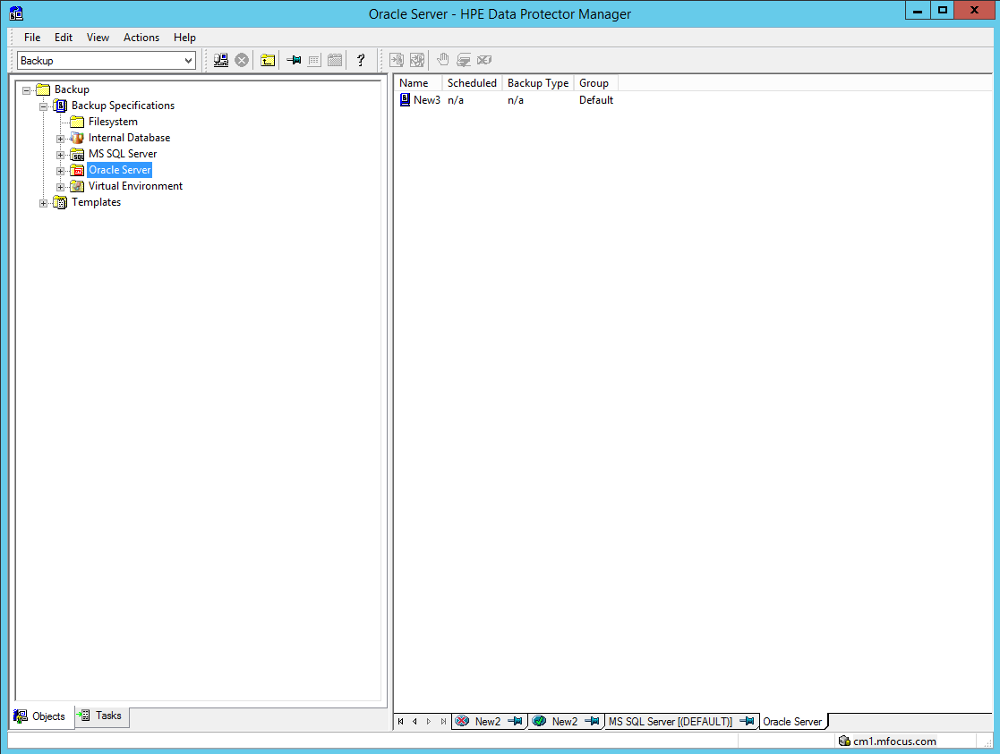 Oracle Server - HPE Data Protector Manager
File Edit View Actions Help
Backup ?
Backup
Backup Specifications
Filesystem
Internal Database
MS SQL Server
Oracle Server
Virtual Environment
Templates
Name Scheduled Backup Type Group
New3 n/a n/a Default
Objects Tasks
New2 New2 MS SQL Server [(DEFAULT)] Oracle Server
cm1.mfocus.com